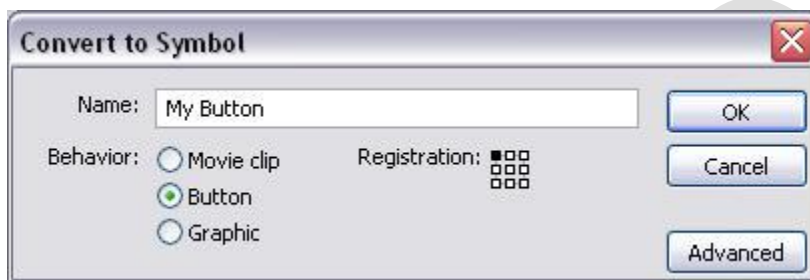 Convert to Symbol
Name: My Button OK
Behavior: Movie clip Registration: Cancel
Button
Graphic
Advanced